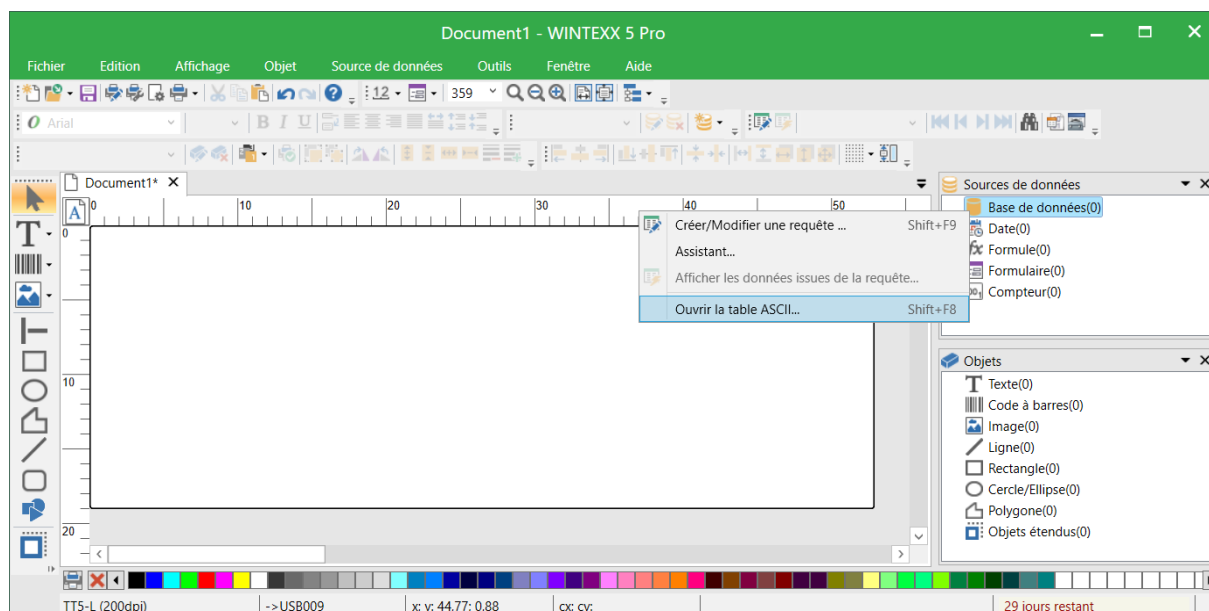 Document1 - WINTEXX 5 Pro
Fichier Edition Affichage Objet Source de données Outils Fenêtre Aide
12 359
O Arial B I U
Document1* Sources de données
0 10 20 30 40 50
Base de données(0)
Date(0)
Formule(0)
Formulaire(0)
Compteur(0)
Créer/Modifier une requête ... Shift+F9
Assistant...
Afficher les données issues de la requête...
Ouvrir la table ASCII... Shift+F8
0
10
20
Objets
Texte(0)
Code à barres(0)
Image(0)
Ligne(0)
Rectangle(0)
Cercle/Ellipse(0)
Polygone(0)
Objets étendus(0)
TT5-L (200dpi) ->USB009 x; y: 44.77; 0.88 cx; cy: 29 jours restant